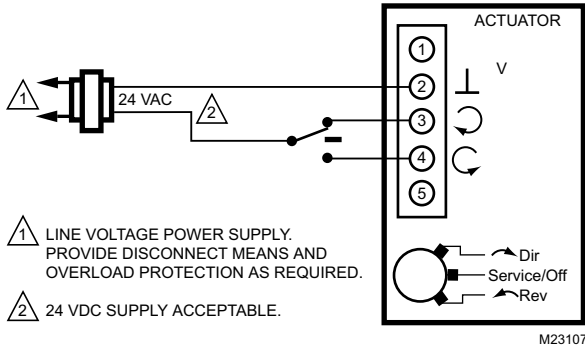 ACTUATOR
1
V
2
1
24 VAC
2
3
4
5
1 LINE VOLTAGE POWER SUPPLY.
PROVIDE DISCONNECT MEANS AND
OVERLOAD PROTECTION AS REQUIRED.
2 24 VDC SUPPLY ACCEPTABLE.
Dir
Service/Off
Rev
M23107